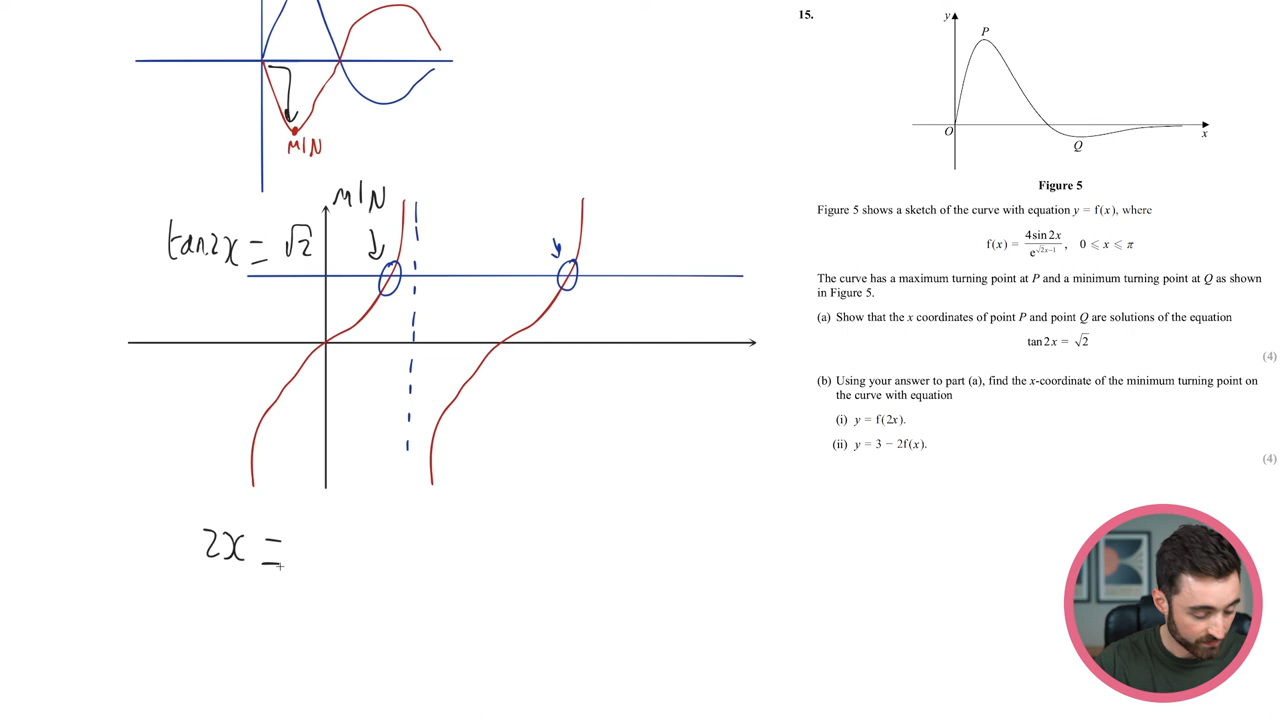 MIN
MIN
tan2x = √2
2x =
15.
y
P
O
Q
x
Figure 5
Figure 5 shows a sketch of the curve with equation y = f(x), where
f(x) = 4sin2x / e^(√2x−1), 0 ⩽ x ⩽ π
The curve has a maximum turning point at P and a minimum turning point at Q as shown
in Figure 5.
(a) Show that the x coordinates of point P and point Q are solutions of the equation
tan2x = √2
(4)
(b) Using your answer to part (a), find the x-coordinate of the minimum turning point on
the curve with equation
(i) y = f(2x).
(ii) y = 3 − 2f(x).
(4)